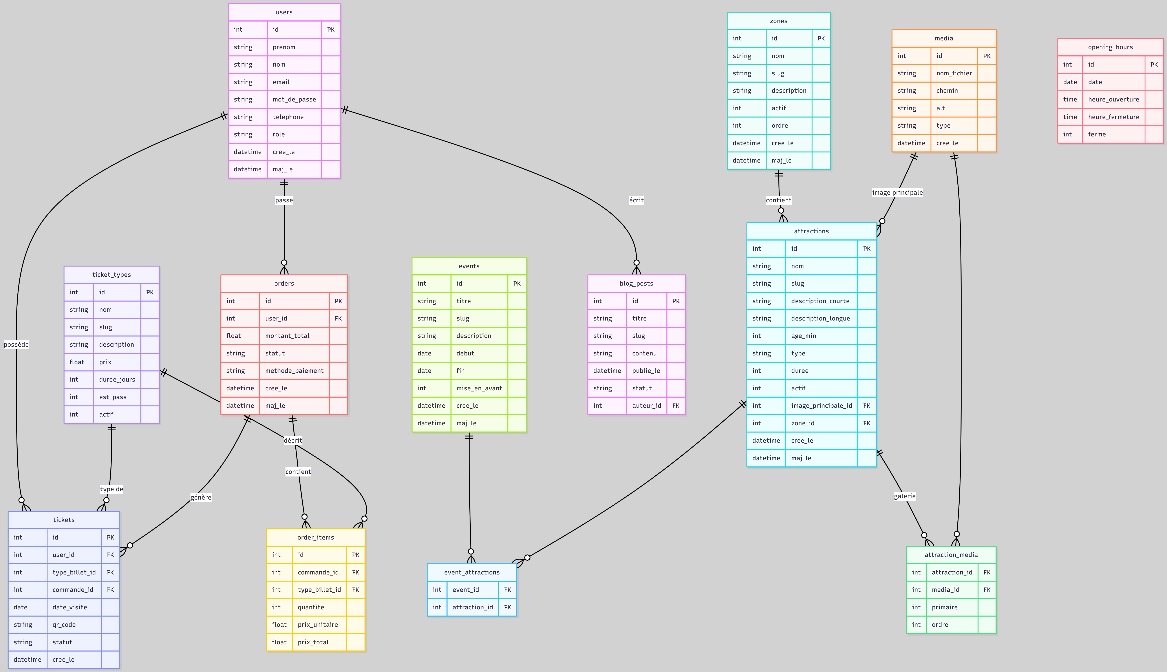 users
int id PK
string prenom
string nom
string email
string mot_de_passe
string telephone
string role
datetime cree_le
datetime maj_le
zones
int id PK
string nom
string slug
string description
int actif
int ordre
datetime cree_le
datetime maj_le
media
int id PK
string nom_fichier
string chemin
string alt
string type
datetime cree_le
opening_hours
int id PK
date date
time heure_ouverture
time heure_fermeture
int ferme
passe
écrit
contient
image principale
possède
ticket_types
int id PK
string nom
string slug
string description
float prix
int duree_jours
int est_pass
int actif
orders
int id PK
int user_id FK
float montant_total
string statut
string methode_paiement
datetime cree_le
datetime maj_le
events
int id PK
string titre
string slug
string description
date debut
date fin
int mise_en_avant
datetime cree_le
datetime maj_le
blog_posts
int id PK
string titre
string slug
string contenu
datetime publie_le
string statut
int auteur_id FK
attractions
int id PK
string nom
string slug
string description_courte
string description_longue
int age_min
string type
int duree
int actif
int image_principale_id FK
int zone_id FK
datetime cree_le
datetime maj_le
décrit
contient
type de
génère
galerie
tickets
int id PK
int user_id FK
int type_billet_id FK
int commande_id FK
date date_visite
string qr_code
string statut
datetime cree_le
order_items
int id PK
int commande_id FK
int type_billet_id FK
int quantite
float prix_unitaire
float prix_total
event_attractions
int event_id FK
int attraction_id FK
attraction_media
int attraction_id FK
int media_id FK
int primaire
int ordre